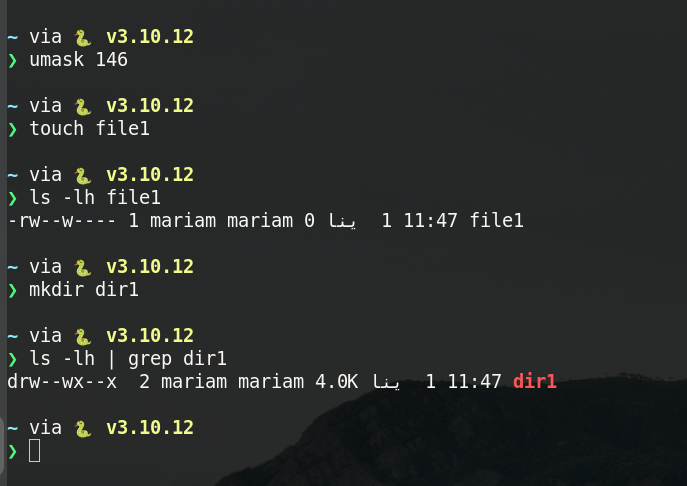 ~ via 🐍 v3.10.12
❯ umask 146
~ via 🐍 v3.10.12
❯ touch file1
~ via 🐍 v3.10.12
❯ ls -lh file1
-rw--w---- 1 mariam mariam 0 ينا  1 11:47 file1
~ via 🐍 v3.10.12
❯ mkdir dir1
~ via 🐍 v3.10.12
❯ ls -lh | grep dir1
drw--wx--x  2 mariam mariam 4.0K ينا  1 11:47 dir1
~ via 🐍 v3.10.12
❯